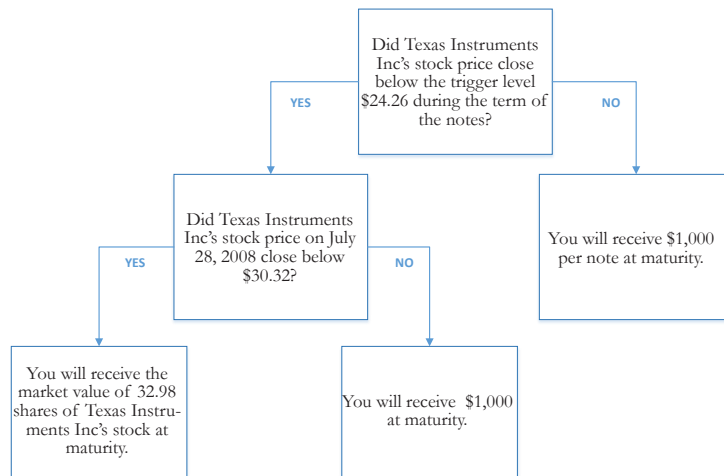 Did Texas Instruments
Inc's stock price close
below the trigger level
$24.26 during the term of
the notes?
YES
NO
Did Texas Instruments
Inc's stock price on July
28, 2008 close below
$30.32?
You will receive $1,000
per note at maturity.
YES
NO
You will receive the
market value of 32.98
shares of Texas Instru-
ments Inc's stock at
maturity.
You will receive $1,000
at maturity.